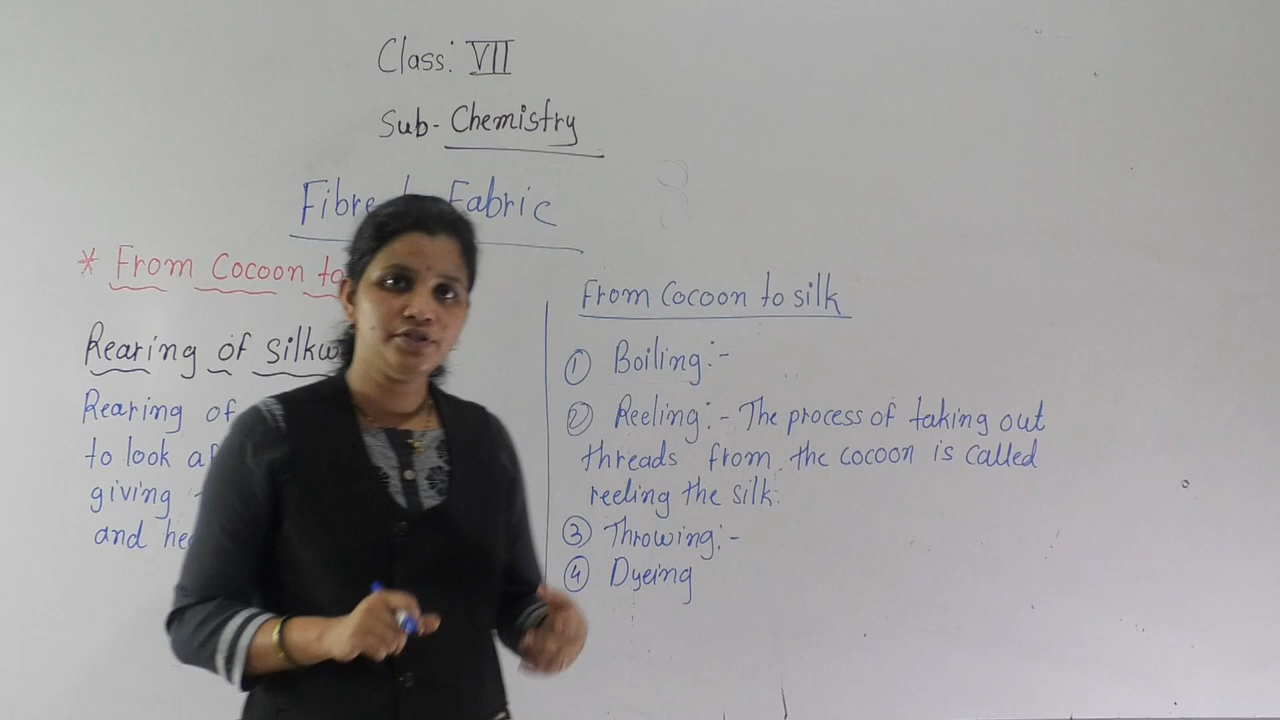 Class: VII
Sub- Chemistry
Fibre Fabric
* From Cocoon to
Rearing of
Rearing of
to look
giving
and
From Cocoon to silk
① Boiling:-
② Reeling:- The process of taking out
threads from the cocoon is called
reeling the silk.
③ Throwing:-
④ Dyeing